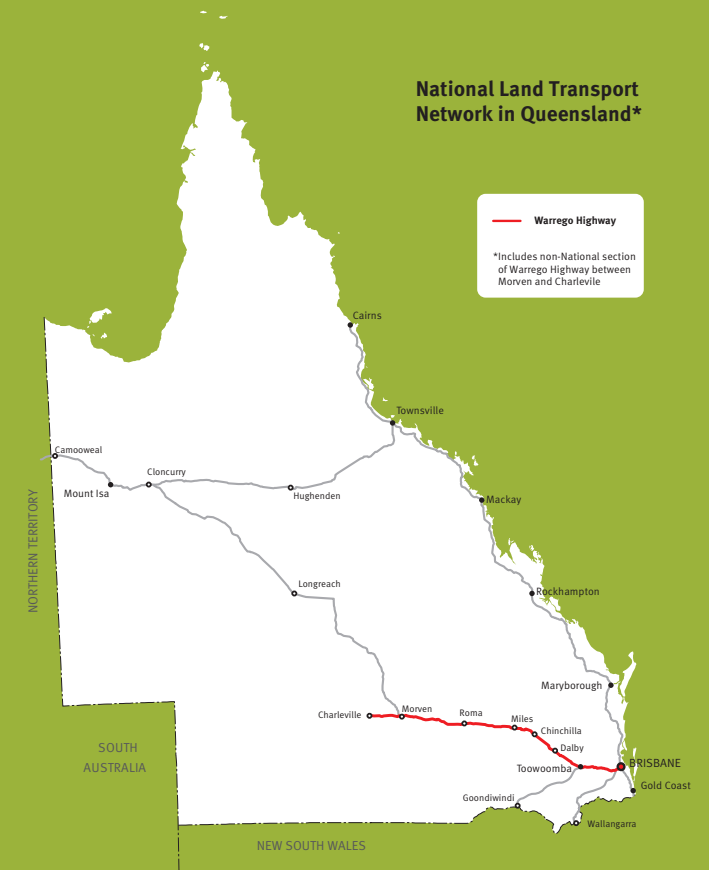 National Land Transport
Network in Queensland*
Warrego Highway
*Includes non-National section
of Warrego Highway between
Morven and Charlevile
Cairns
Townsville
Camooweal
Cloncurry
Mount Isa
Hughenden
Mackay
NORTHERN TERRITORY
Longreach
Rockhampton
Maryborough
Charleville
Morven
Roma
Miles
Chinchilla
Dalby
SOUTH
AUSTRALIA
Toowoomba
BRISBANE
Gold Coast
Goondiwindi
Wallangarra
NEW SOUTH WALES